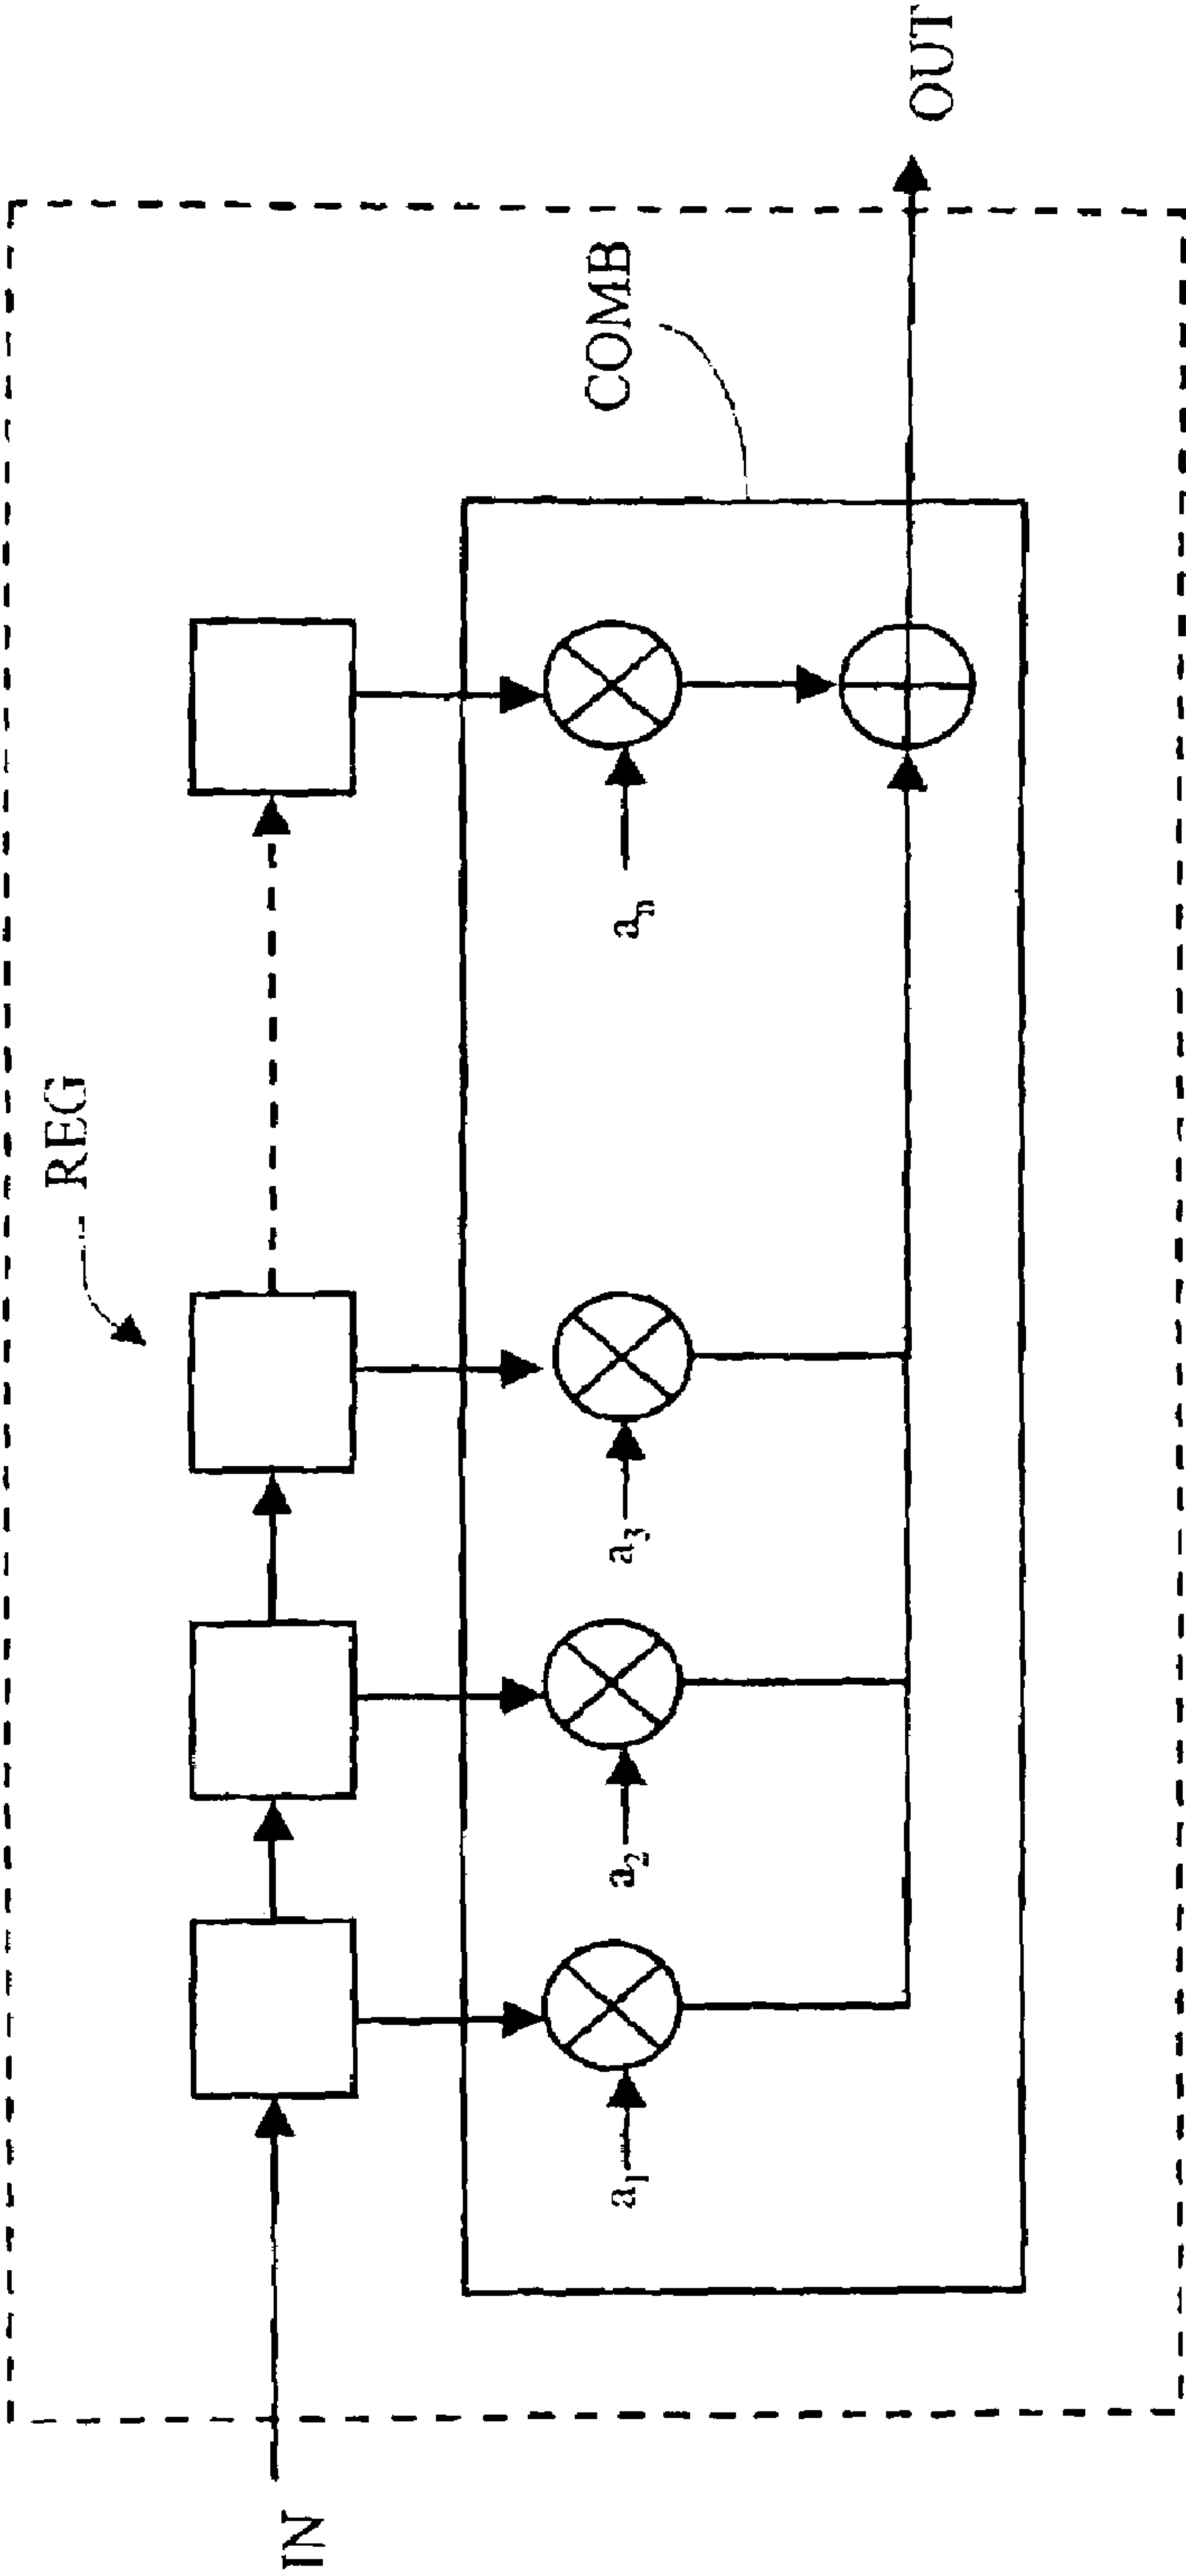 REG
IN
OUT
COMB
a₁
a₂
a₃
aₙ